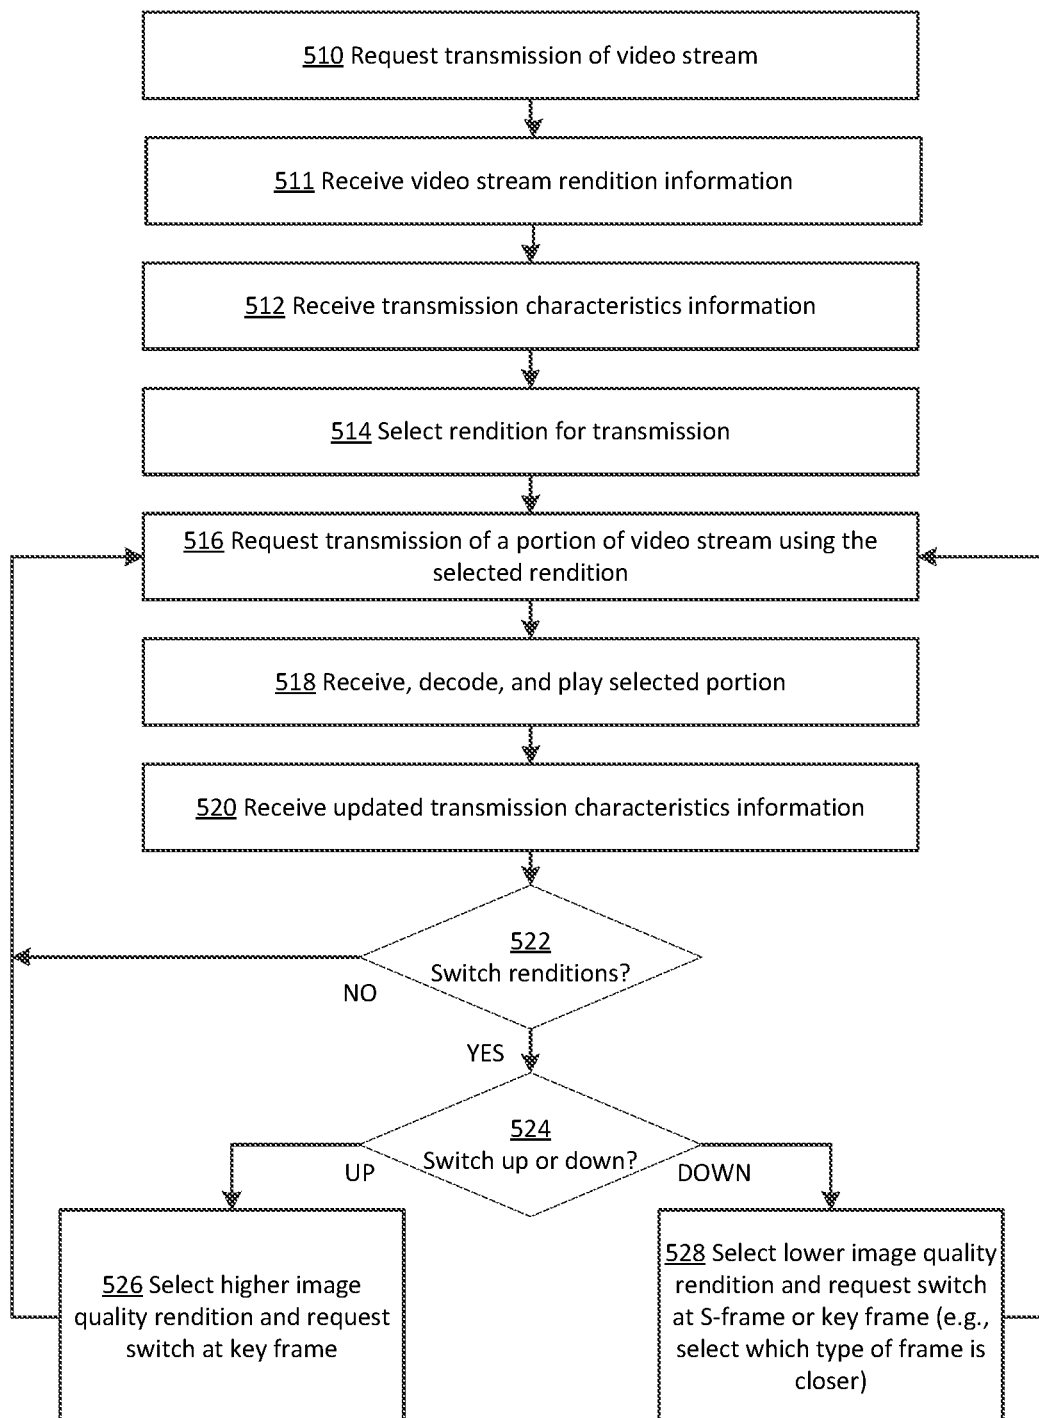 510 Request transmission of video stream
511 Receive video stream rendition information
512 Receive transmission characteristics information
514 Select rendition for transmission
516 Request transmission of a portion of video stream using the
selected rendition
518 Receive, decode, and play selected portion
520 Receive updated transmission characteristics information
522
Switch renditions?
NO
YES
524
Switch up or down?
UP
DOWN
526 Select higher image
quality rendition and request
switch at key frame
528 Select lower image quality
rendition and request switch
at S-frame or key frame (e.g.,
select which type of frame is
closer)